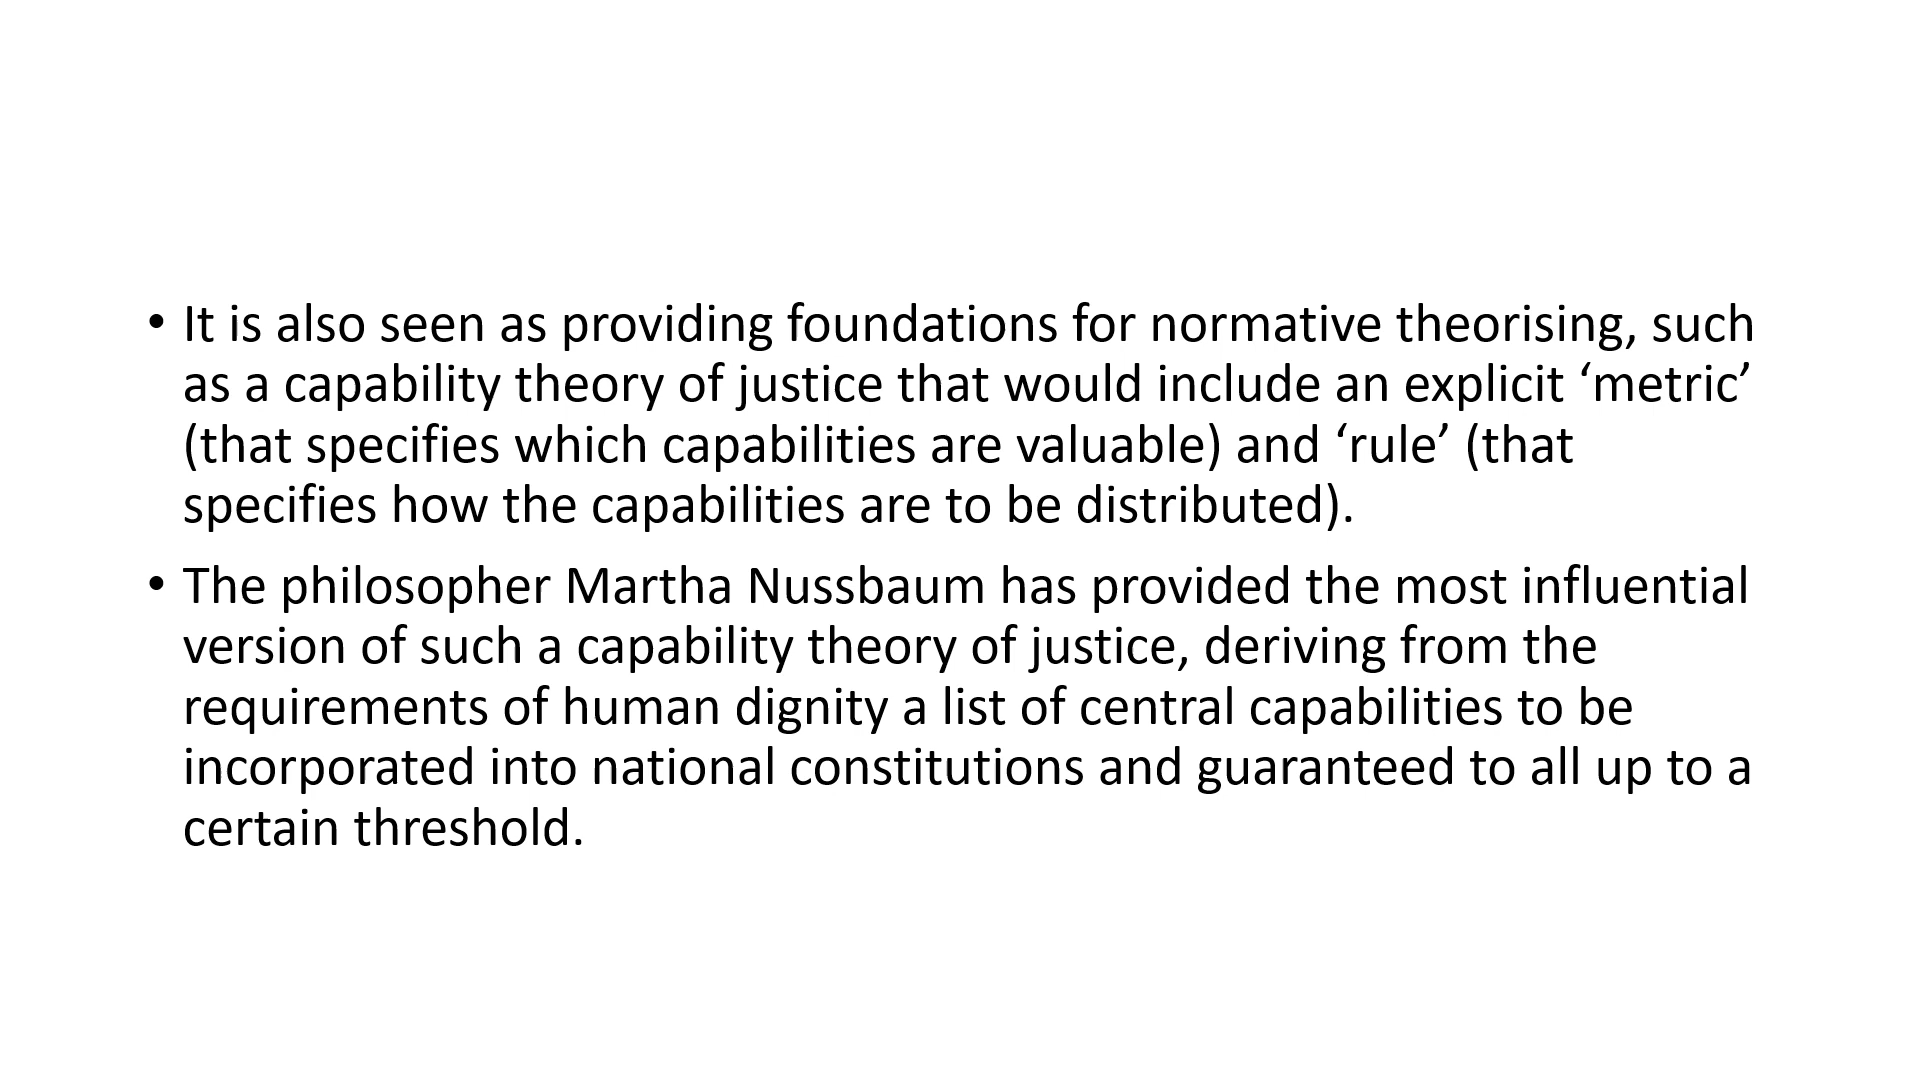 • It is also seen as providing foundations for normative theorising, such
as a capability theory of justice that would include an explicit ‘metric’
(that specifies which capabilities are valuable) and ‘rule’ (that
specifies how the capabilities are to be distributed).
• The philosopher Martha Nussbaum has provided the most influential
version of such a capability theory of justice, deriving from the
requirements of human dignity a list of central capabilities to be
incorporated into national constitutions and guaranteed to all up to a
certain threshold.